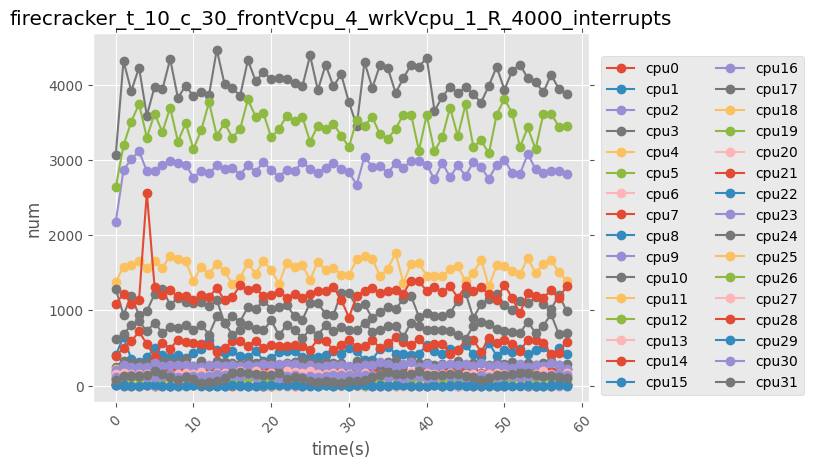 firecracker_t_10_c_30_frontVcpu_4_wrkVcpu_1_R_4000_interrupts
num
4000
3000
2000
1000
0
0
10
20
30
40
50
60
time(s)
cpu0
cpu1
cpu2
cpu3
cpu4
cpu5
cpu6
cpu7
cpu8
cpu9
cpu10
cpu11
cpu12
cpu13
cpu14
cpu15
cpu16
cpu17
cpu18
cpu19
cpu20
cpu21
cpu22
cpu23
cpu24
cpu25
cpu26
cpu27
cpu28
cpu29
cpu30
cpu31